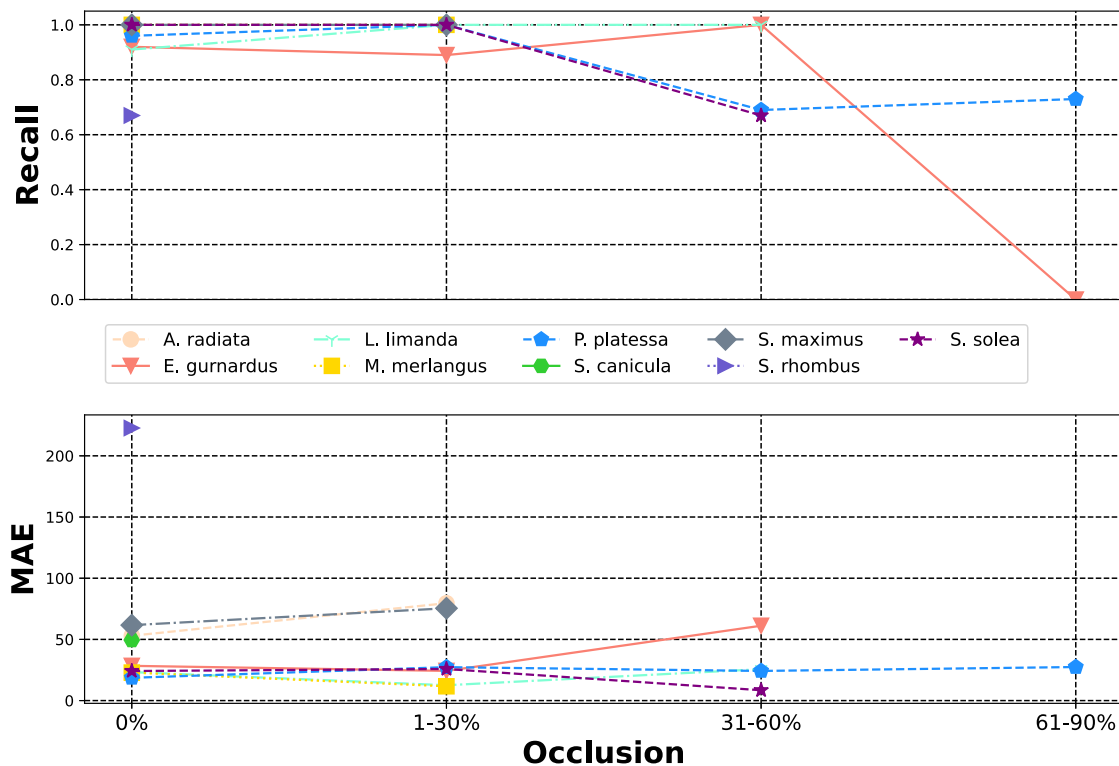 1.0
0.8
0.6
0.4
0.2
0.0
Recall
A. radiata
E. gurnardus
L. limanda
M. merlangus
P. platessa
S. canicula
S. maximus
S. rhombus
S. solea
200
150
100
50
0
MAE
0%
1-30%
31-60%
61-90%
Occlusion